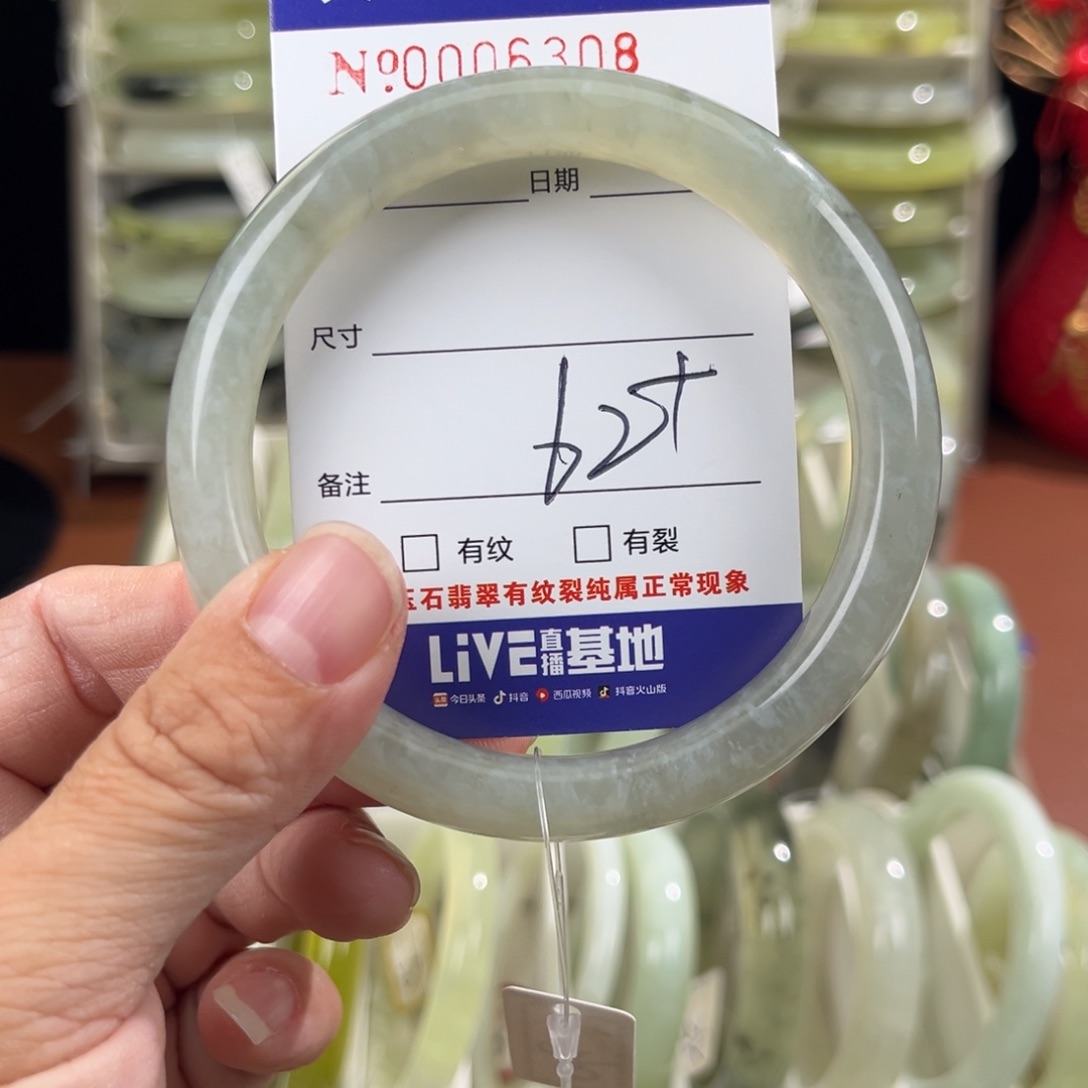 Nº0006308
日期
尺寸
625+
备注
□ 有纹 □ 有裂
玉石翡翠有纹裂纯属正常现象
LiVE直播基地
今日头条 抖音 西瓜视频 抖音火山版